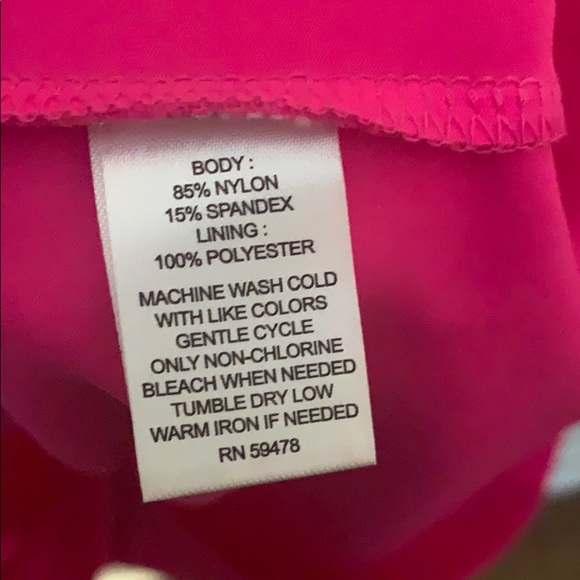 BODY :
85% NYLON
15% SPANDEX
LINING :
100% POLYESTER
MACHINE WASH COLD
WITH LIKE COLORS
GENTLE CYCLE
ONLY NON-CHLORINE
BLEACH WHEN NEEDED
TUMBLE DRY LOW
WARM IRON IF NEEDED
RN 59478